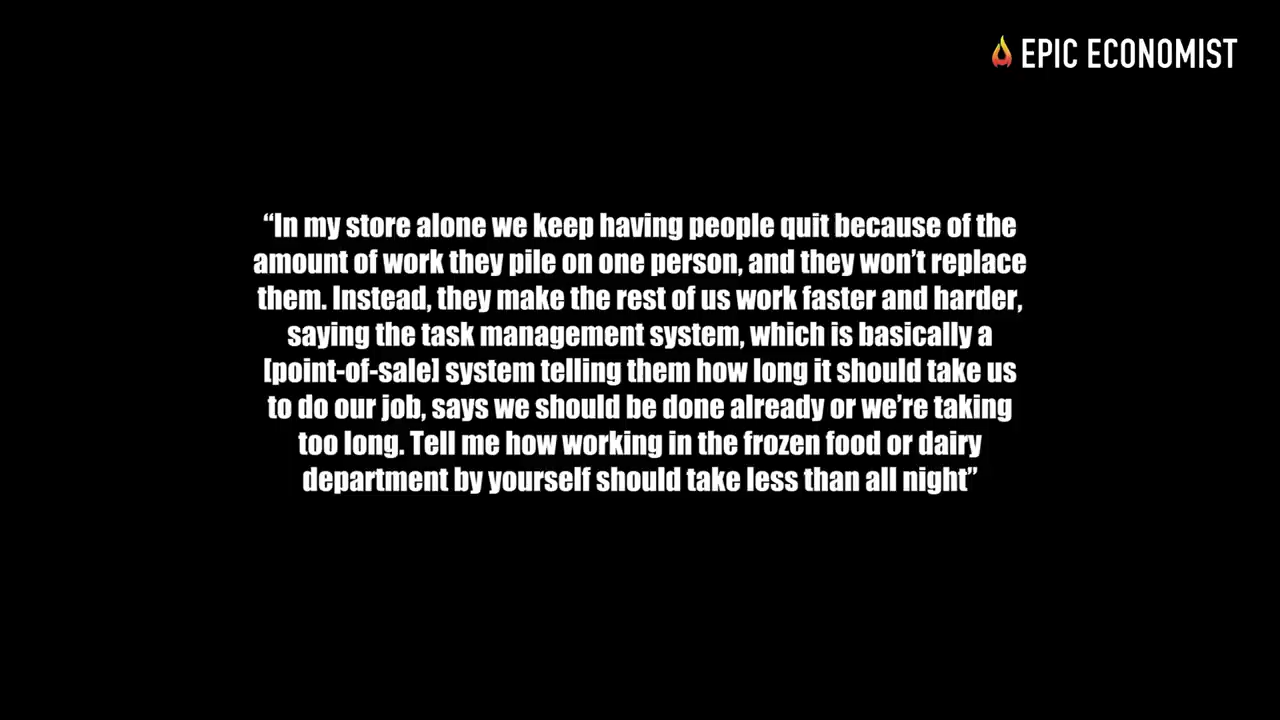 EPIC ECONOMIST
“In my store alone we keep having people quit because of the
amount of work they pile on one person, and they won’t replace
them. Instead, they make the rest of us work faster and harder,
saying the task management system, which is basically a
[point-of-sale] system telling them how long it should take us
to do our job, says we should be done already or we’re taking
too long. Tell me how working in the frozen food or dairy
department by yourself should take less than all night”